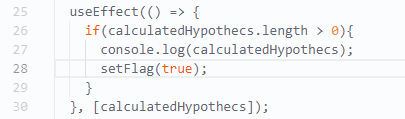 25 useEffect(() => {
26 if(calculatedHypothecs.length > 0){
27 console.log(calculatedHypothecs);
28 setFlag(true);
29 }
30 }, [calculatedHypothecs]);